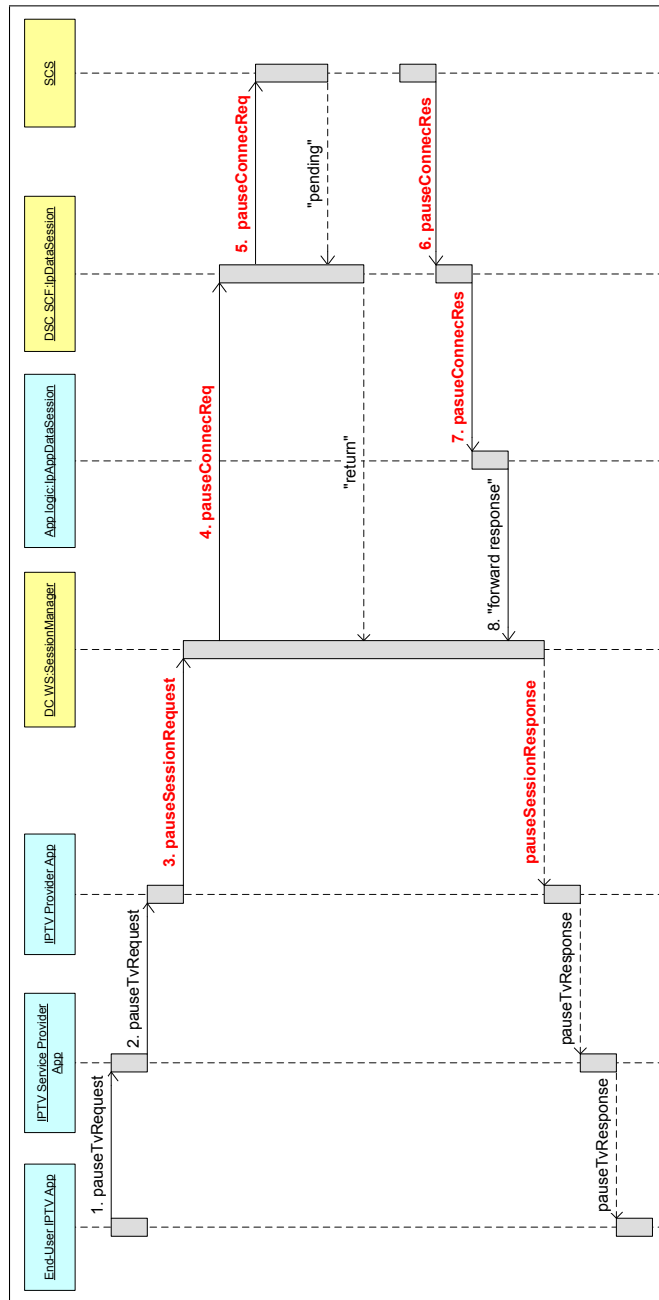 End-User IPTV App
IPTV Service Provider
App
IPTV Provider App
DC WS:SessionManager
App logic:IpAppDataSession
DSC SCF:IpDataSession
SCS
1. pauseTvRequest
2. pauseTvRequest
3. pauseSessionRequest
4. pauseConnecReq
5. pauseConnecReq
"pending"
"return"
6. pauseConnecRes
7. pasueConnecRes
8. "forward response"
pauseSessionResponse
pauseTvResponse
pauseTvResponse